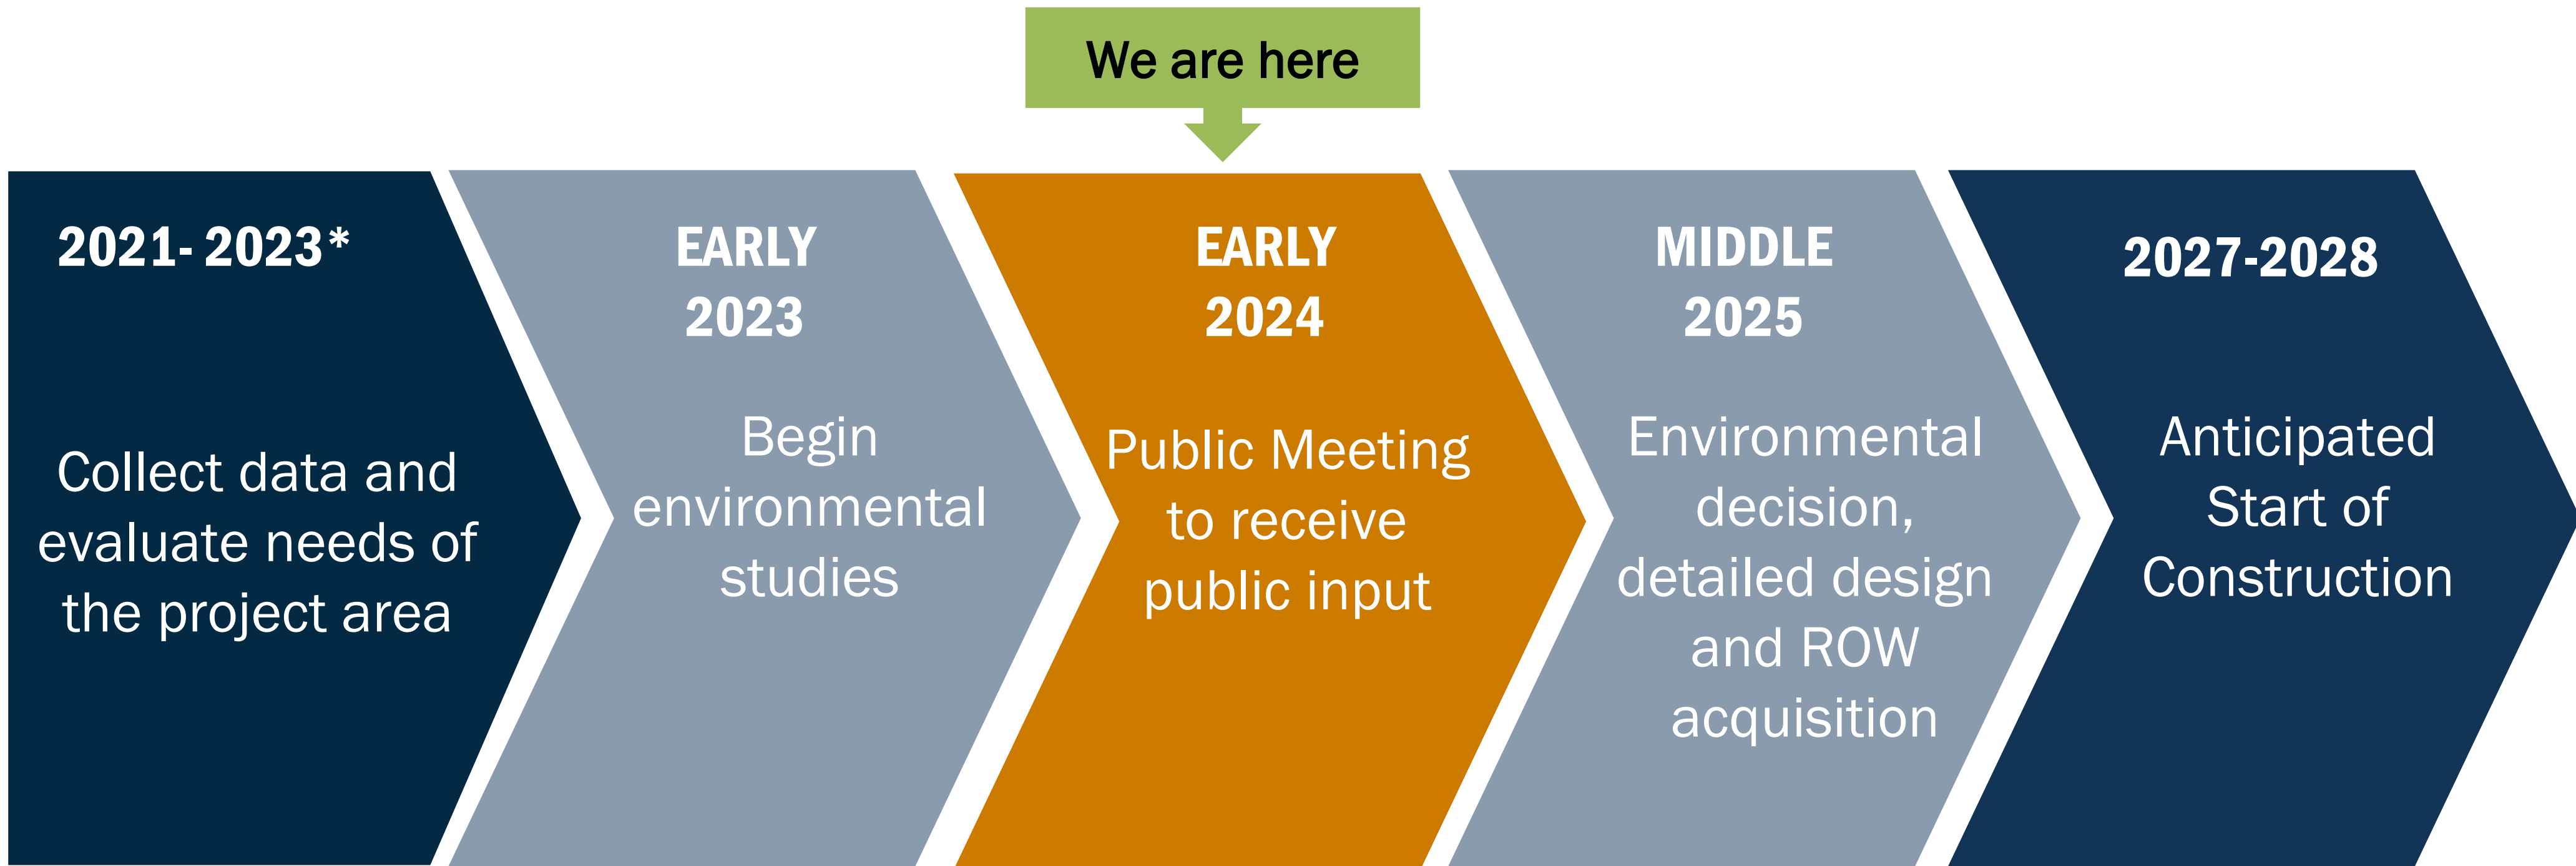 We are here
2021- 2023*
Collect data and
evaluate needs of
the project area
EARLY
2023
Begin
environmental
studies
EARLY
2024
Public Meeting
to receive
public input
MIDDLE
2025
Environmental
decision,
detailed design
and ROW
acquisition
2027-2028
Anticipated
Start of
Construction